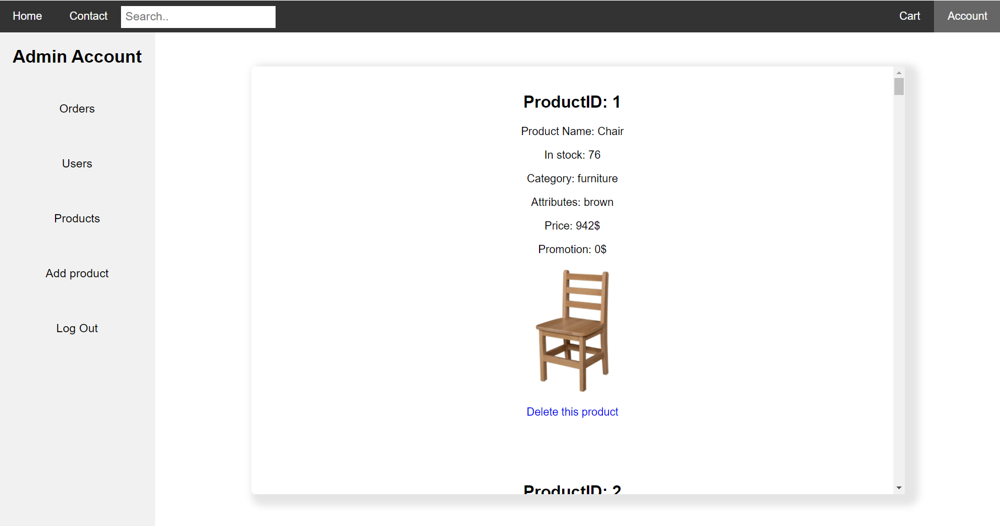 Home Contact Search.. Cart Account
Admin Account
Orders
Users
Products
Add product
Log Out
ProductID: 1
Product Name: Chair
In stock: 76
Category: furniture
Attributes: brown
Price: 942$
Promotion: 0$
Delete this product
ProductID: 2